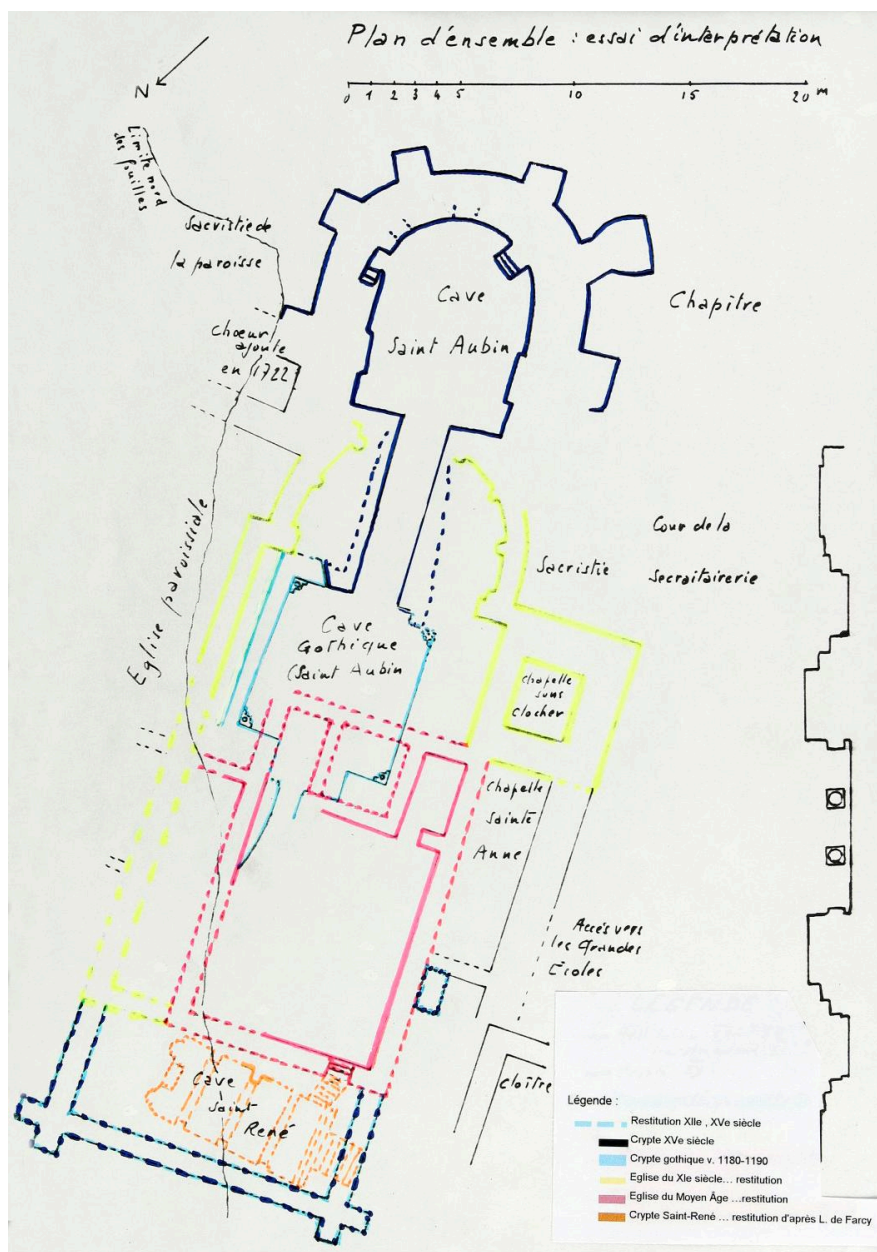 Plan d'ensemble : essai d'interprétation
N
0 1 2 3 4 5 10 15 20 m
Limite nord
des fouilles
Sacristie de
la paroisse
Chœur
ajouté
en 1722
Cave
Saint Aubin
Chapître
Eglise paroissiale
Sacristie
Cour de la
Secraitairerie
Cave
Gothique
(Saint Aubin
Chapelle
sous
Clocher
Chapelle
Sainte
Anne
Accès vers
les Grandes
Écoles
Cloître
Cave
Saint
René
Légende :
Restitution XIIe , XVe siècle
Crypte XVe siècle
Crypte gothique v. 1180-1190
Eglise du XIe siècle... restitution
Eglise du Moyen Âge ...restitution
Crypte Saint-René ... restitution d'après L. de Farcy